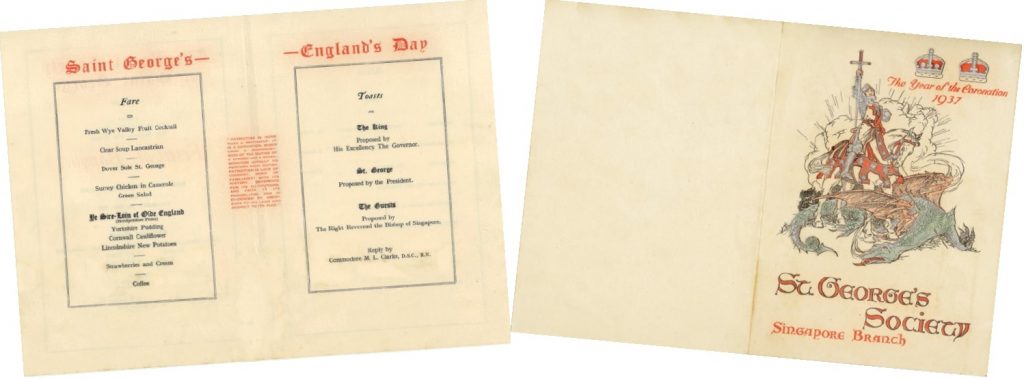 Saint George's—
Fare
Fresh Wye Valley Fruit Cocktail
Clear Soup Lancastrian
Dover Sole St. George
Surrey Chicken in Casserole
Green Salad
Ye Sire-Loin of Olde England
Yorkshire Pudding
Cornwall Cauliflower
Lincolnshire New Potatoes
Strawberries and Cream
Coffee
—England's Day
Toasts
The King
Proposed by
His Excellency The Governor.
St. George
Proposed by the President.
The Guests
Proposed by
The Right Reverend the Bishop of Singapore.
Reply by
Commodore M. L. Clarke, D.S.C., R.N.
The Year of the Coronation
1937
St. George's
Society
Singapore Branch